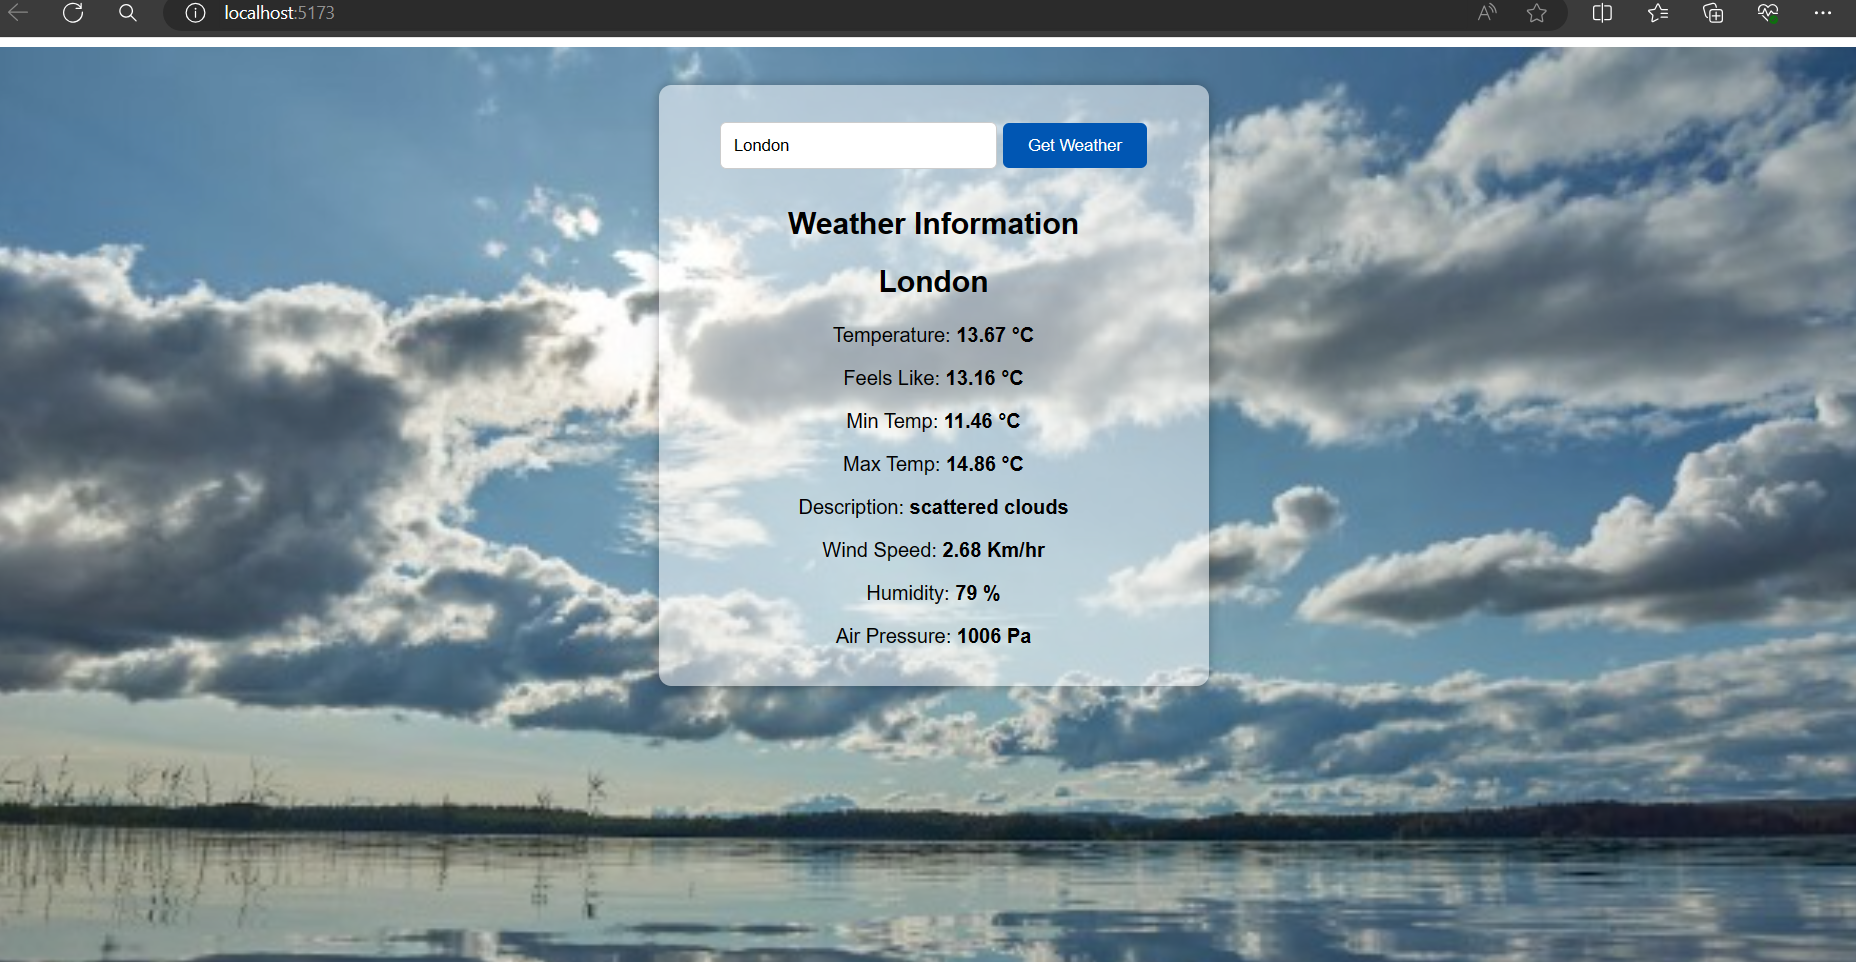 localhost:5173
London
Get Weather
Weather Information
London
Temperature: 13.67 °C
Feels Like: 13.16 °C
Min Temp: 11.46 °C
Max Temp: 14.86 °C
Description: scattered clouds
Wind Speed: 2.68 Km/hr
Humidity: 79 %
Air Pressure: 1006 Pa